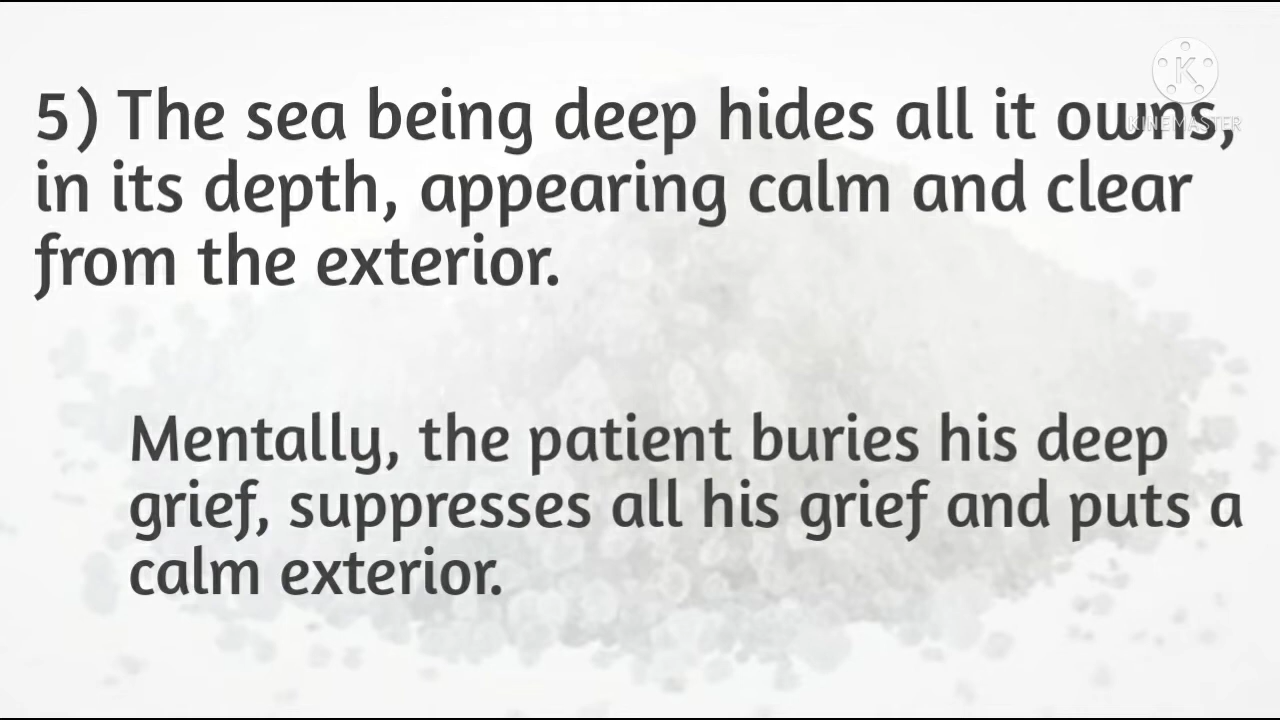 5) The sea being deep hides all it owns,
in its depth, appearing calm and clear
from the exterior.
Mentally, the patient buries his deep
grief, suppresses all his grief and puts a
calm exterior.
K
KINEMASTER